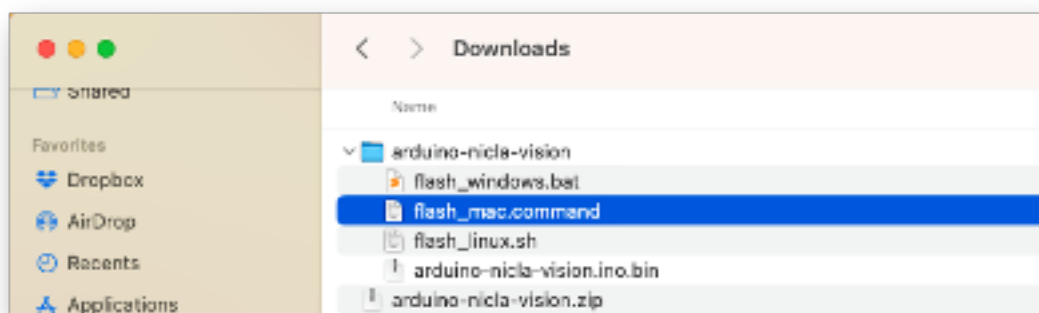 Downloads
Shared
Name
Favorites
arduino-nicla-vision
Dropbox
flash_windows.bat
flash_mac.command
AirDrop
flash_linux.sh
Recents
arduino-nicla-vision.ino.bin
Applications
arduino-nicla-vision.zip